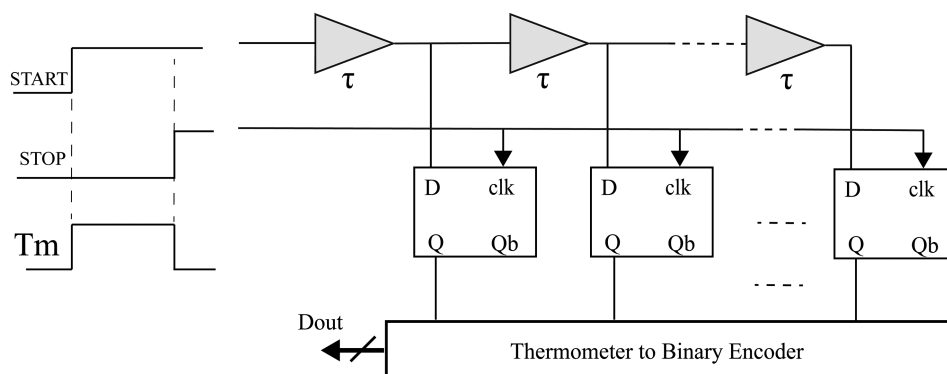 START
τ
τ
τ
STOP
D
clk
D
clk
D
clk
Tm
Q
Qb
Q
Qb
Q
Qb
Dout
Thermometer to Binary Encoder